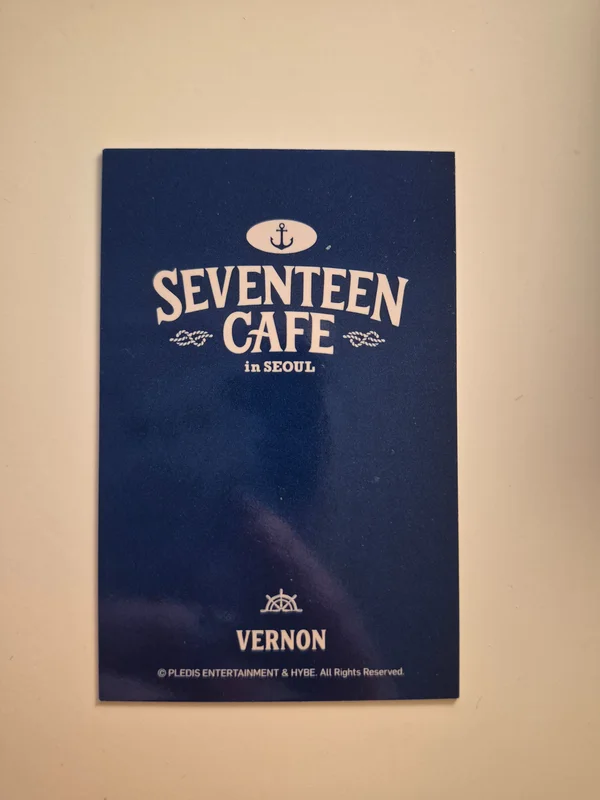 SEVENTEEN
CAFE
in SEOUL
VERNON
© PLEDIS ENTERTAINMENT & HYBE. All Rights Reserved.